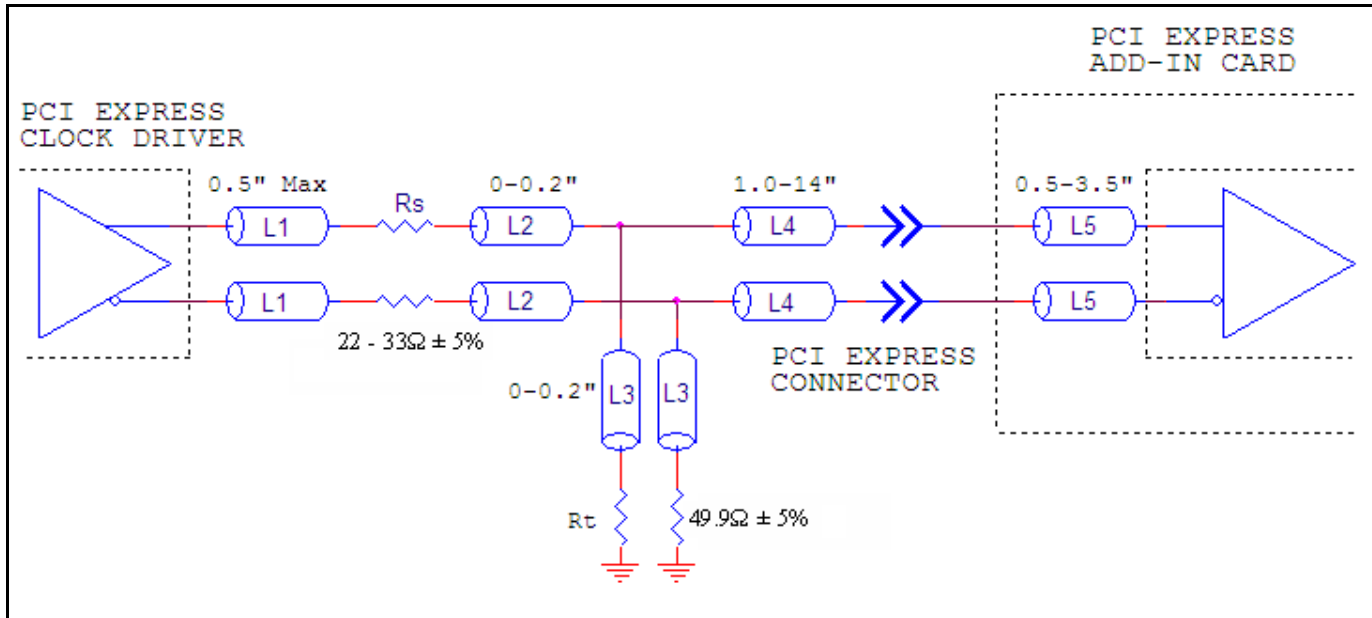 PCI EXPRESS
ADD-IN CARD
PCI EXPRESS
CLOCK DRIVER
0.5" Max
0-0.2"
1.0-14"
0.5-3.5"
Rs
L1
L2
L4
L5
L1
L2
L4
L5
22 - 33Ω ± 5%
PCI EXPRESS
CONNECTOR
0-0.2"
L3
L3
Rt
49.9Ω ± 5%